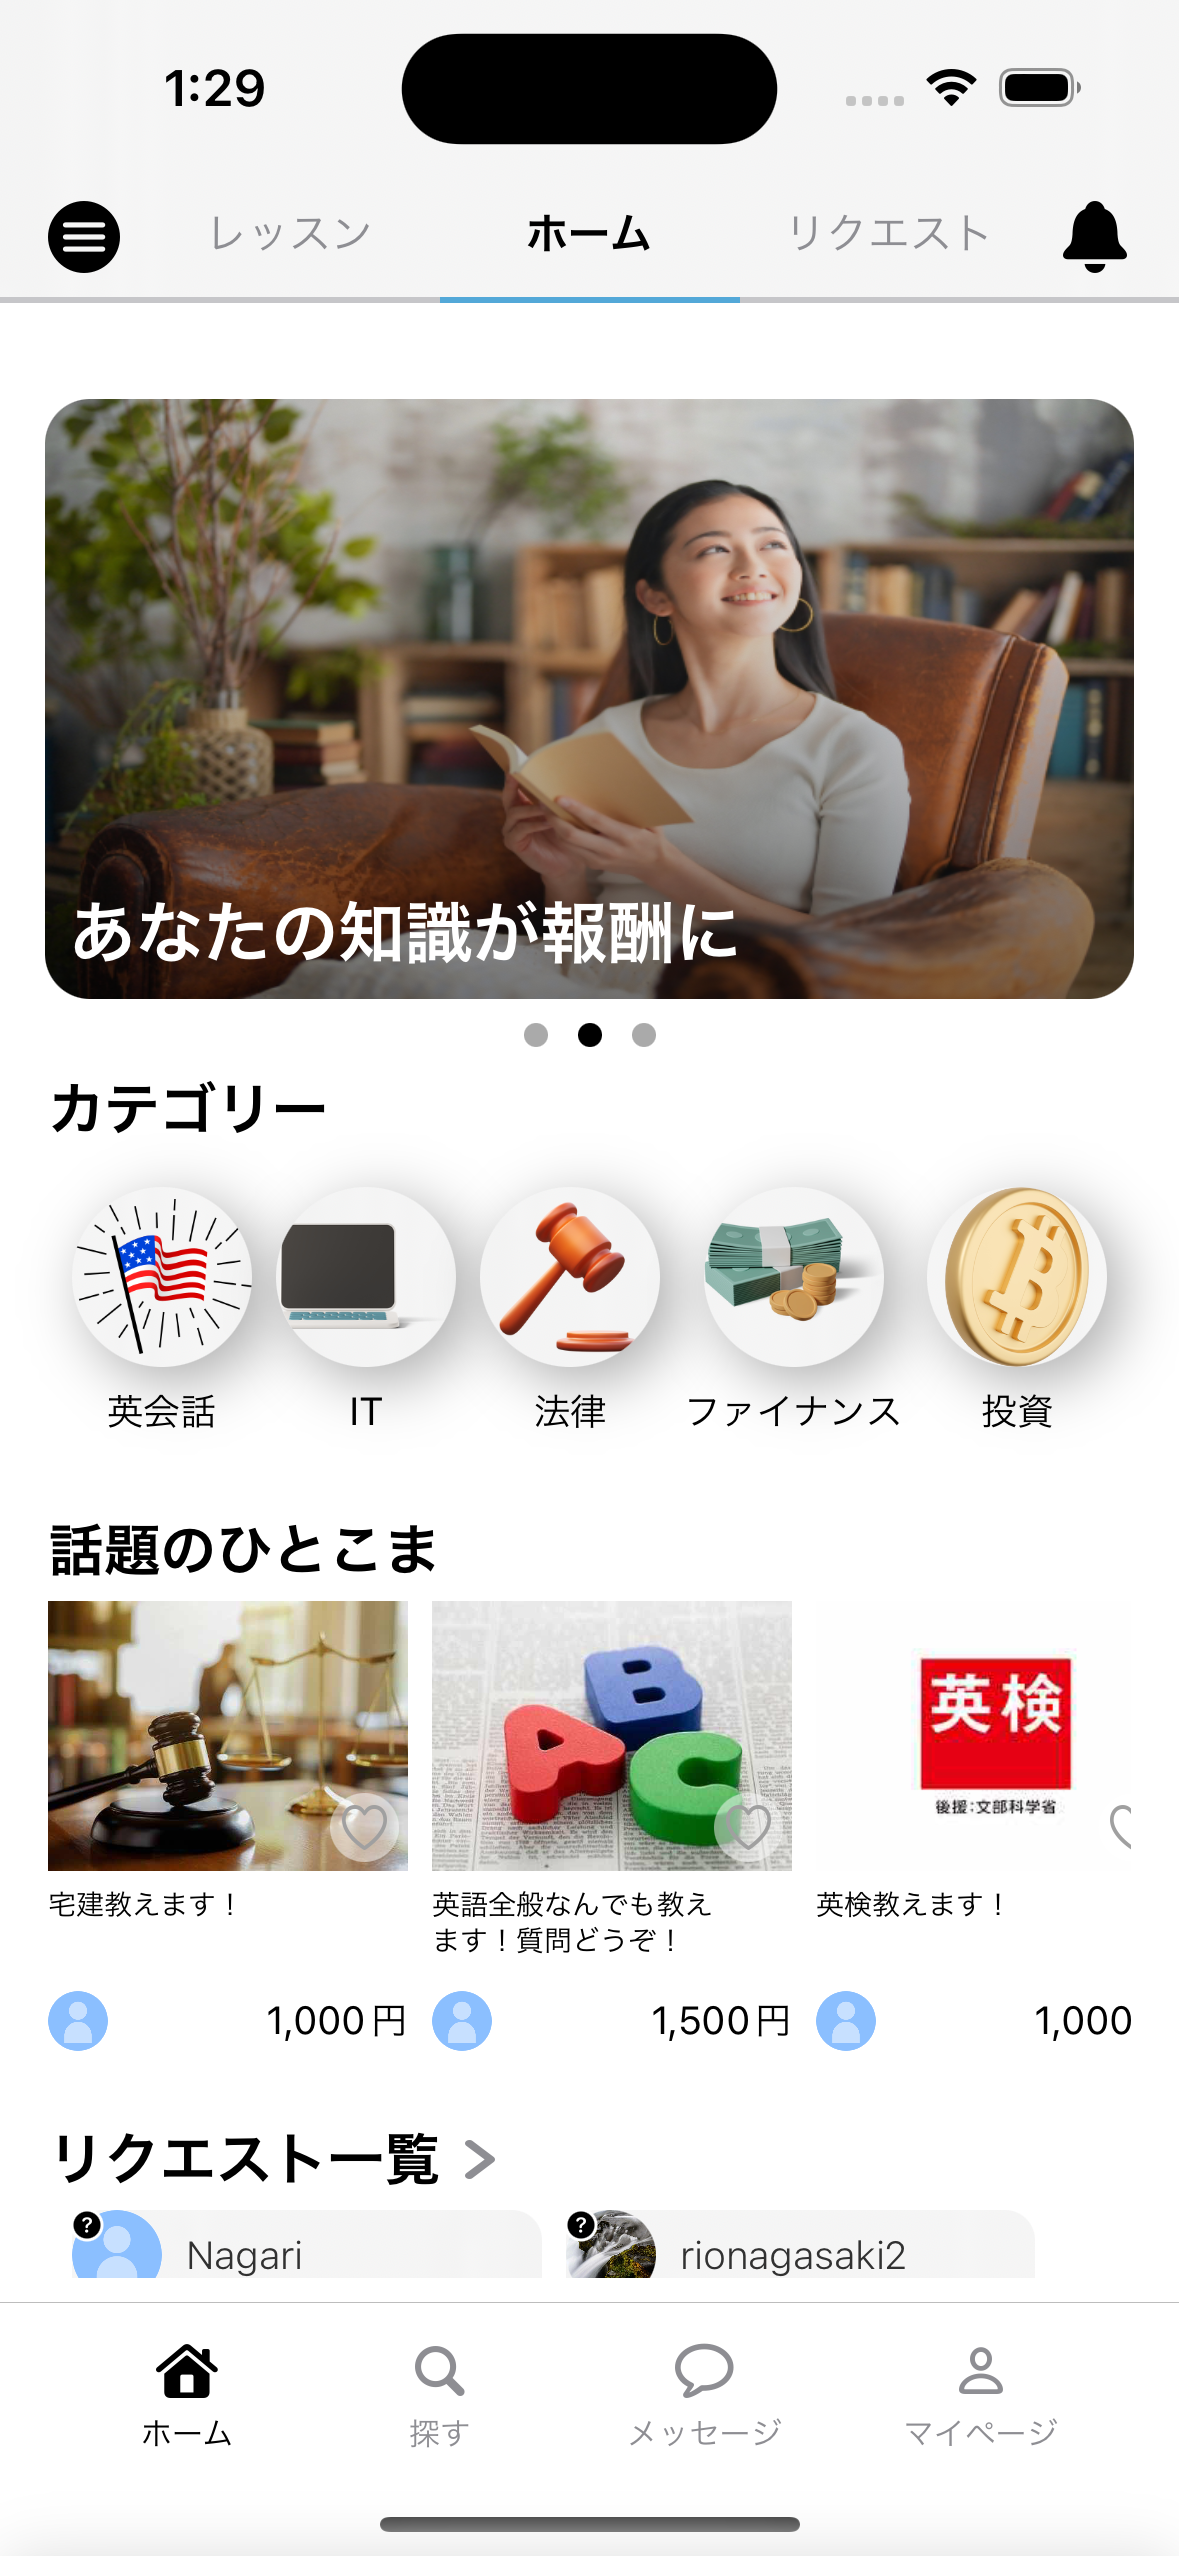 1:29
レッスン
ホーム
リクエスト
あなたの知識が報酬に
カテゴリー
英会話
IT
法律
ファイナンス
投資
話題のひとこま
英検
後援:文部科学省
宅建教えます！
英語全般なんでも教え
ます！質問どうぞ！
英検教えます！
1,000円
1,500円
1,000
リクエスト一覧
? Nagari
? rionagasaki2
ホーム
探す
メッセージ
マイページ